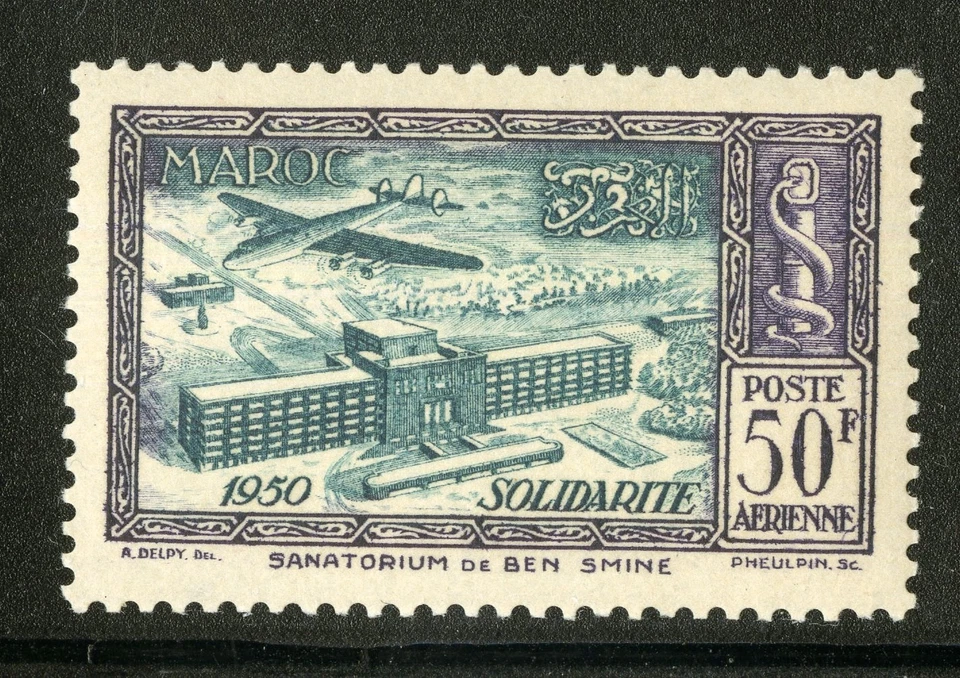 MAROC
POSTE
50F
AERIENNE
1950 SOLIDARITE
A. DELPY. DEL. SANATORIUM DE BEN SMINE PHEULPIN. SC.